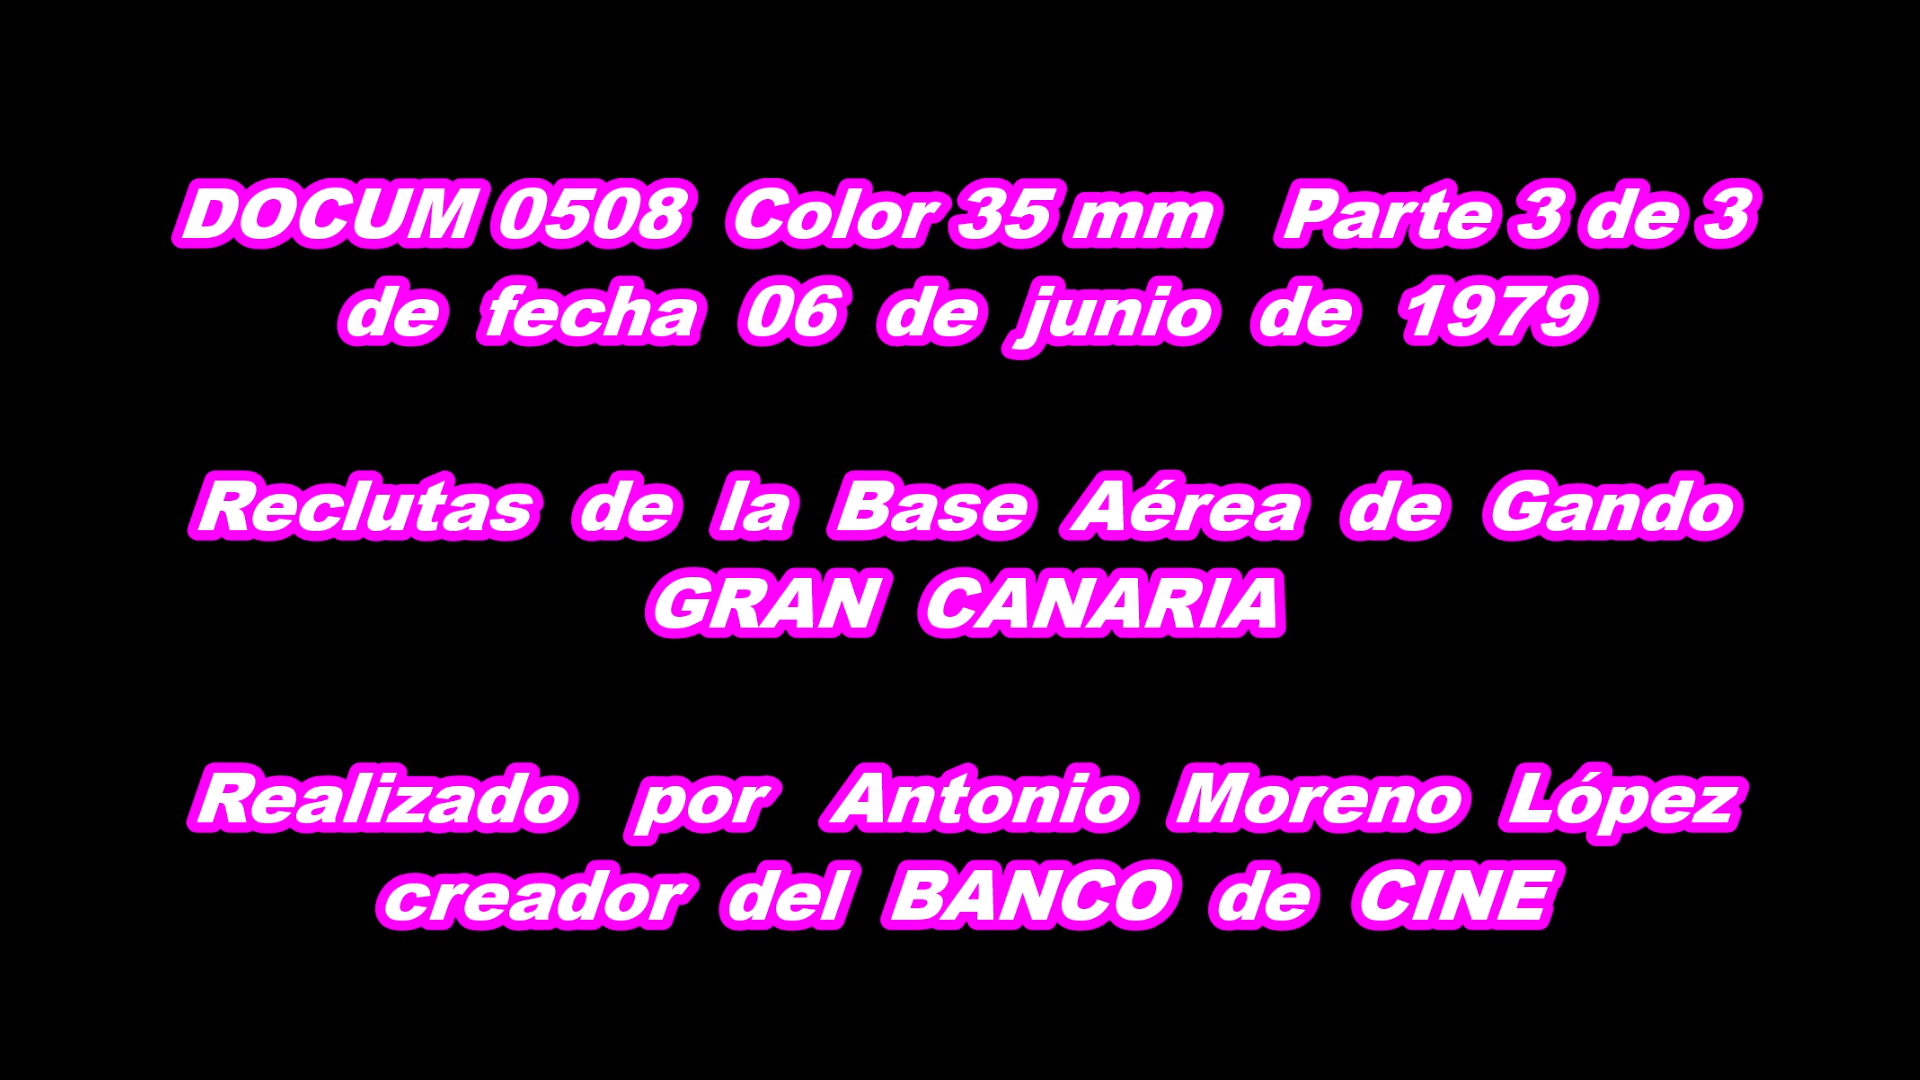 DOCUM 0508 Color 35 mm Parte 3 de 3
de fecha 06 de junio de 1979
Reclutas de la Base Aérea de Gando
GRAN CANARIA
Realizado por Antonio Moreno López
creador del BANCO de CINE